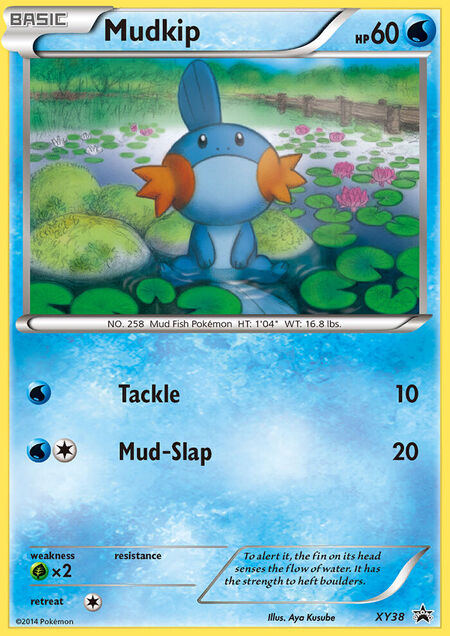 BASIC
Mudkip
HP60
NO. 258 Mud Fish Pokémon HT: 1'04" WT: 16.8 lbs.
Tackle 10
Mud-Slap 20
weakness resistance
×2
To alert it, the fin on its head
senses the flow of water. It has
the strength to heft boulders.
retreat
©2014 Pokémon
Illus. Aya Kusube
XY38
PROMO